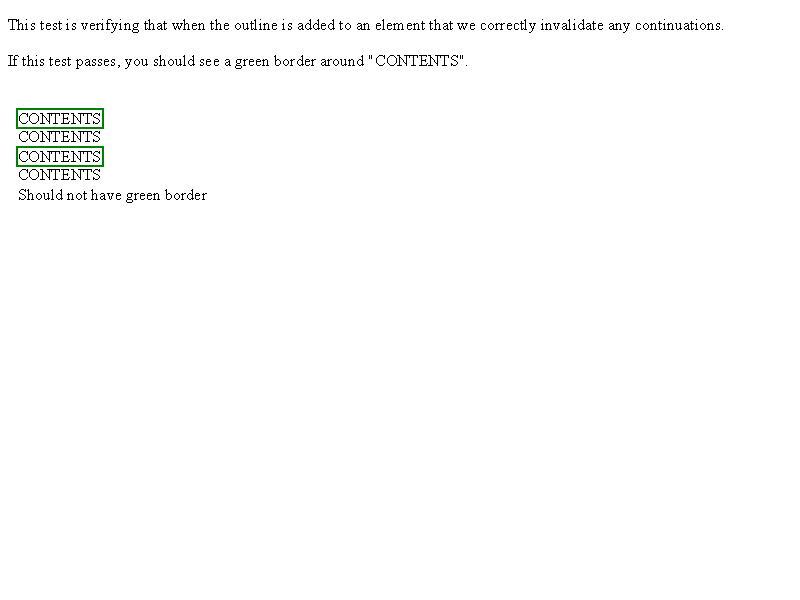 This test is verifying that when the outline is added to an element that we correctly invalidate any continuations.
If this test passes, you should see a green border around "CONTENTS".
CONTENTS
CONTENTS
CONTENTS
CONTENTS
Should not have green border